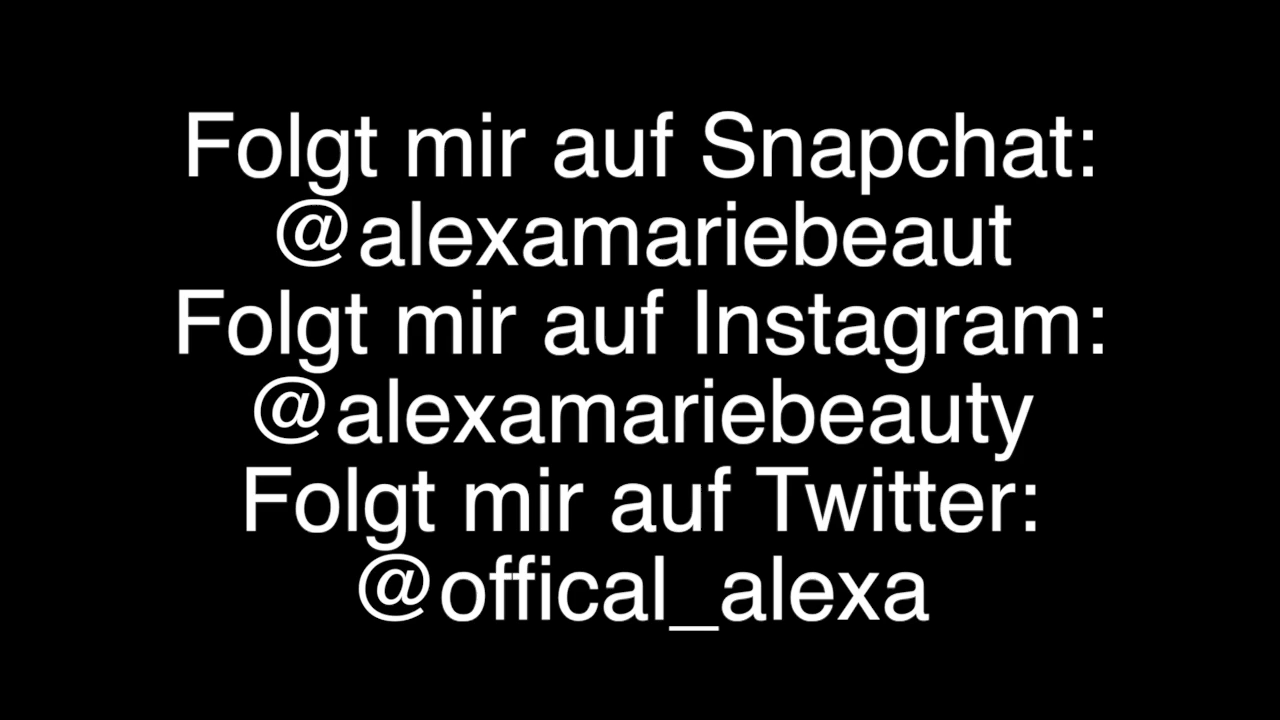 Folgt mir auf Snapchat:
@alexamariebeaut
Folgt mir auf Instagram:
@alexamariebeauty
Folgt mir auf Twitter:
@offical_alexa